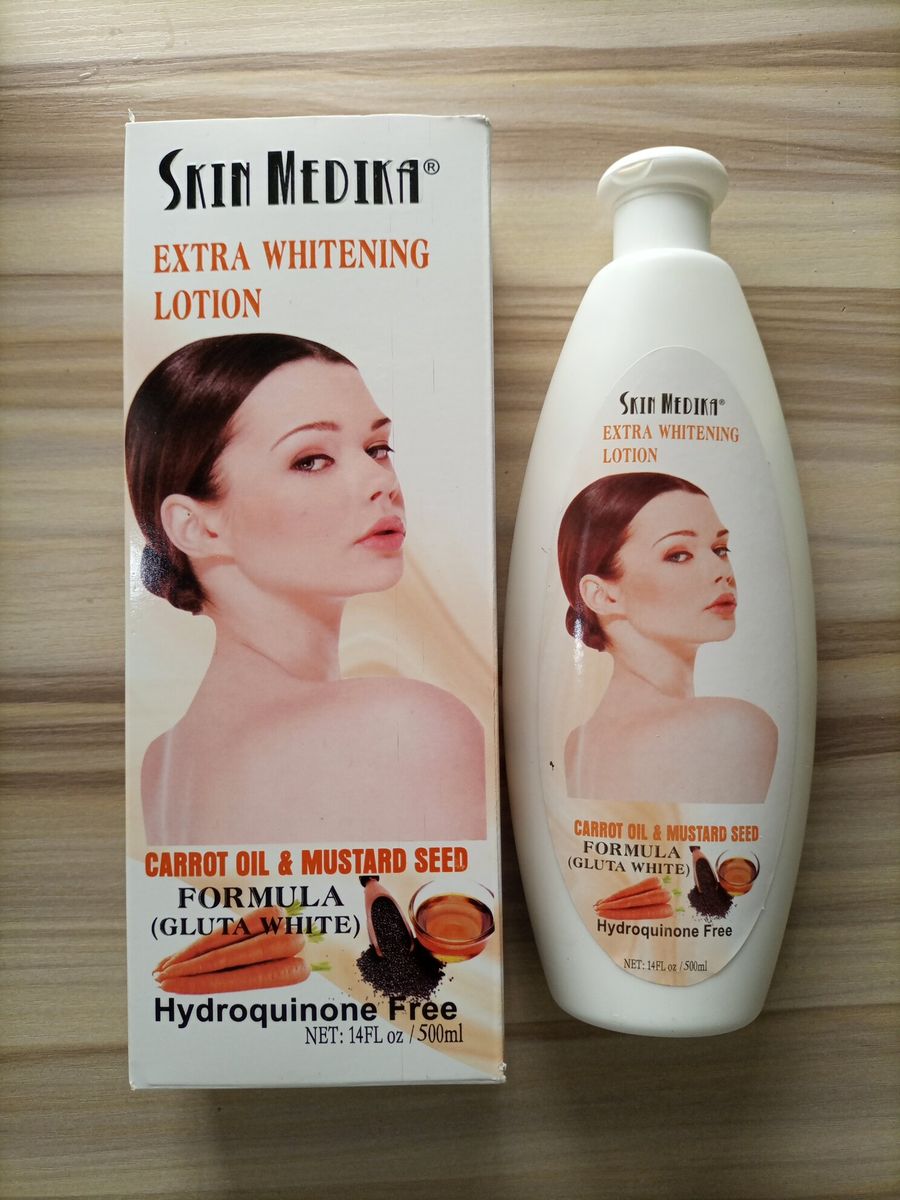 SKIN MEDIKA®
EXTRA WHITENING
LOTION
CARROT OIL & MUSTARD SEED
FORMULA
(GLUTA WHITE)
Hydroquinone Free
NET: 14FL oz / 500ml
SKIN MEDIKA®
EXTRA WHITENING
LOTION
CARROT OIL & MUSTARD SEED
FORMULA
(GLUTA WHITE)
Hydroquinone Free
NET: 14FL oz / 500ml